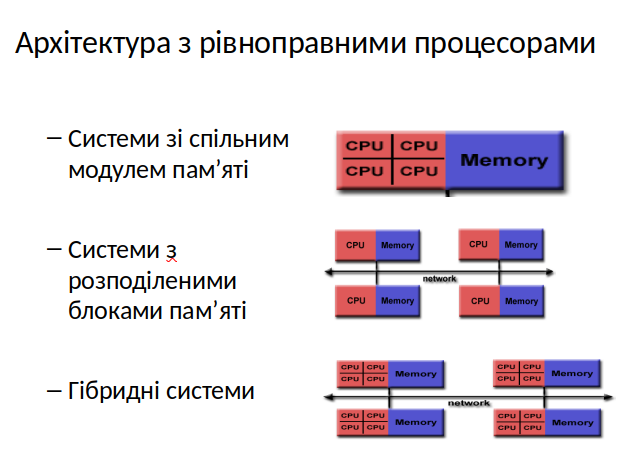 Архітектура з рівноправними процесорами
– Системи зі спільним
модулем пам’яті
CPU CPU
Memory
CPU CPU
– Системи з
розподіленими
блоками пам’яті
CPU Memory CPU Memory
network
CPU Memory CPU Memory
– Гібридні системи
CPU CPU CPU CPU
Memory Memory
CPU CPU CPU CPU
network
CPU CPU CPU CPU
Memory Memory
CPU CPU CPU CPU